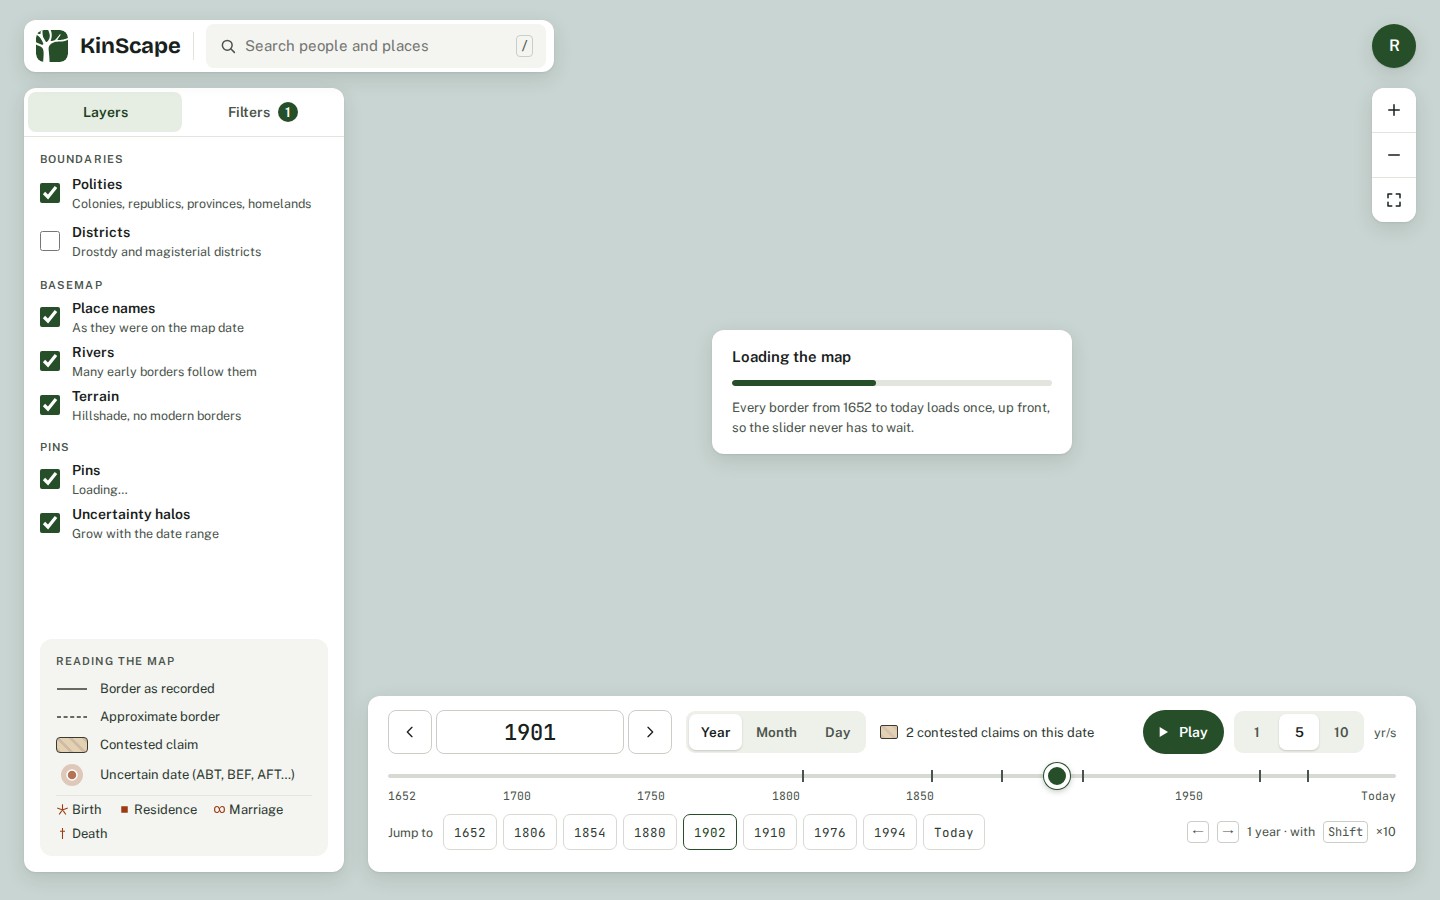 KinScape
Search people and places
/
R
Layers
Filters 1
BOUNDARIES
Polities
Colonies, republics, provinces, homelands
Districts
Drostdy and magisterial districts
BASEMAP
Place names
As they were on the map date
Rivers
Many early borders follow them
Terrain
Hillshade, no modern borders
PINS
Pins
Loading...
Uncertainty halos
Grow with the date range
READING THE MAP
Border as recorded
Approximate border
Contested claim
Uncertain date (ABT, BEF, AFT...)
Birth Residence Marriage
Death
Loading the map
Every border from 1652 to today loads once, up front,
so the slider never has to wait.
1901
Year Month Day
2 contested claims on this date
Play
1 5 10 yr/s
1652 1700 1750 1800 1850 1950 Today
Jump to 1652 1806 1854 1880 1902 1910 1976 1994 Today
← → 1 year · with Shift ×10